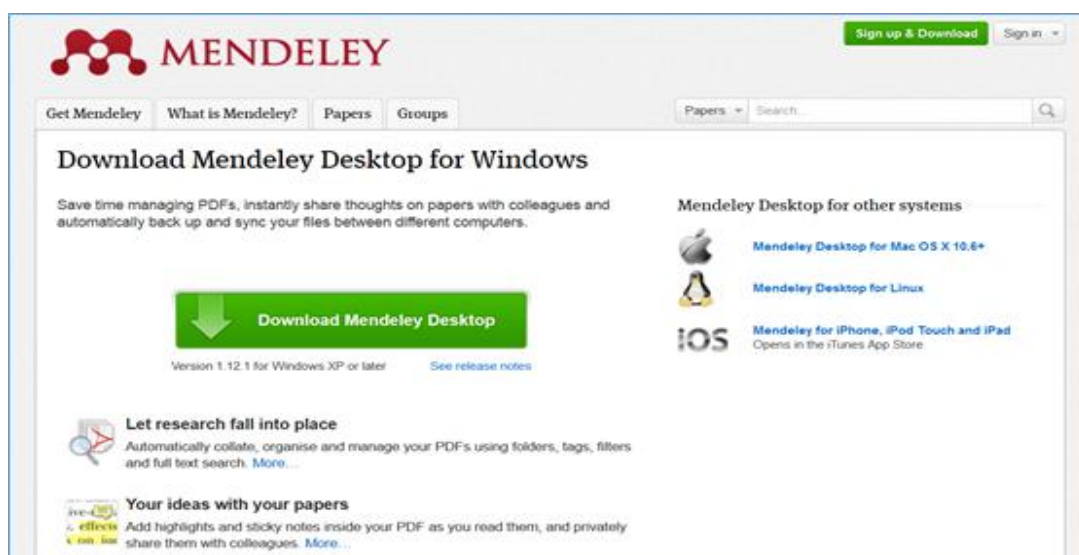 MENDELEY
Sign up & Download
Sign in
Get Mendeley
What is Mendeley?
Papers
Groups
Papers
Search...
Download Mendeley Desktop for Windows
Save time managing PDFs, instantly share thoughts on papers with colleagues and
automatically back up and sync your files between different computers.
Download Mendeley Desktop
Version 1.12.1 for Windows XP or later
See release notes
Mendeley Desktop for other systems
Mendeley Desktop for Mac OS X 10.6+
Mendeley Desktop for Linux
iOS
Mendeley for iPhone, iPod Touch and iPad
Opens in the iTunes App Store
Let research fall into place
Automatically collate, organise and manage your PDFs using folders, tags, filters
and full text search. More...
Your ideas with your papers
Add highlights and sticky notes inside your PDF as you read them, and privately
share them with colleagues. More...
effects